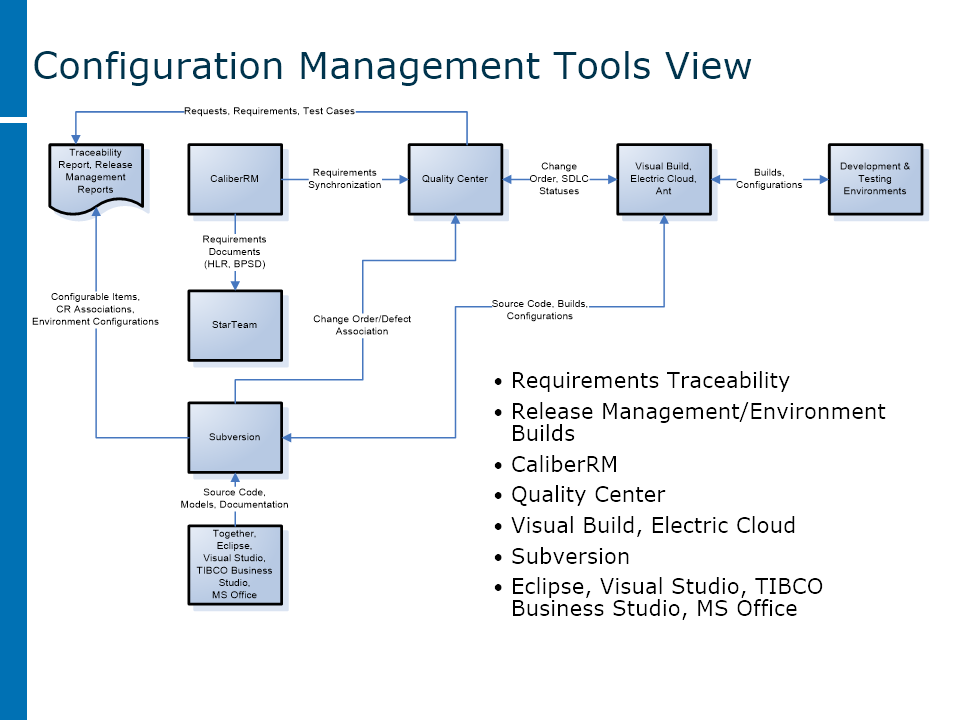 Configuration Management Tools View
Requests, Requirements, Test Cases
Traceability
Report, Release
Management
Reports
CaliberRM
Requirements
Synchronization
Quality Center
Change
Order, SDLC
Statuses
Visual Build,
Electric Cloud,
Ant
Builds,
Configurations
Development &
Testing
Environments
Requirements
Documents
(HLR, BPSD)
Configurable Items,
CR Associations,
Environment Configurations
StarTeam
Change Order/Defect
Association
Source Code, Builds,
Configurations
Subversion
Source Code,
Models, Documentation
Together,
Eclipse,
Visual Studio,
TIBCO Business
Studio,
MS Office
• Requirements Traceability
• Release Management/Environment
Builds
• CaliberRM
• Quality Center
• Visual Build, Electric Cloud
• Subversion
• Eclipse, Visual Studio, TIBCO
Business Studio, MS Office